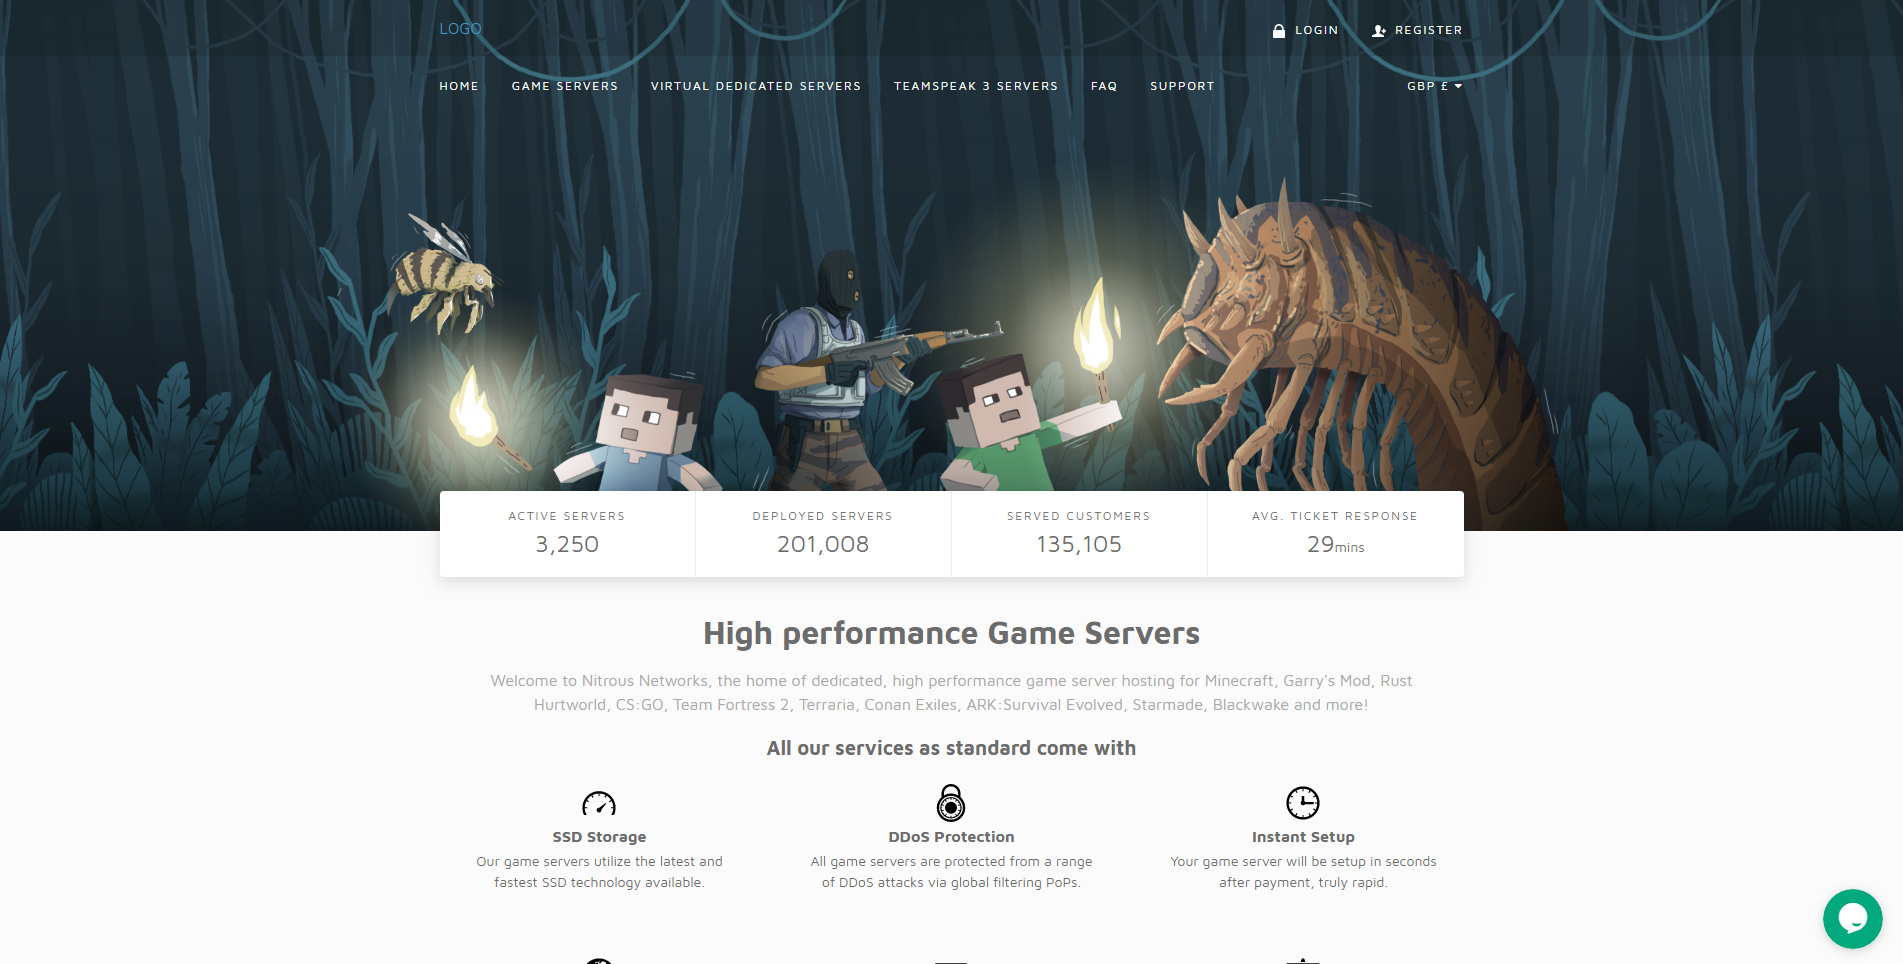 LOGO
LOGIN
REGISTER
HOME
GAME SERVERS
VIRTUAL DEDICATED SERVERS
TEAMSPEAK 3 SERVERS
FAQ
SUPPORT
GBP £
ACTIVE SERVERS
3,250
DEPLOYED SERVERS
201,008
SERVED CUSTOMERS
135,105
AVG. TICKET RESPONSE
29mins
High performance Game Servers
Welcome to Nitrous Networks, the home of dedicated, high performance game server hosting for Minecraft, Garry's Mod, Rust
Hurtworld, CS:GO, Team Fortress 2, Terraria, Conan Exiles, ARK:Survival Evolved, Starmade, Blackwake and more!
All our services as standard come with
SSD Storage
Our game servers utilize the latest and
fastest SSD technology available.
DDoS Protection
All game servers are protected from a range
of DDoS attacks via global filtering PoPs.
Instant Setup
Your game server will be setup in seconds
after payment, truly rapid.